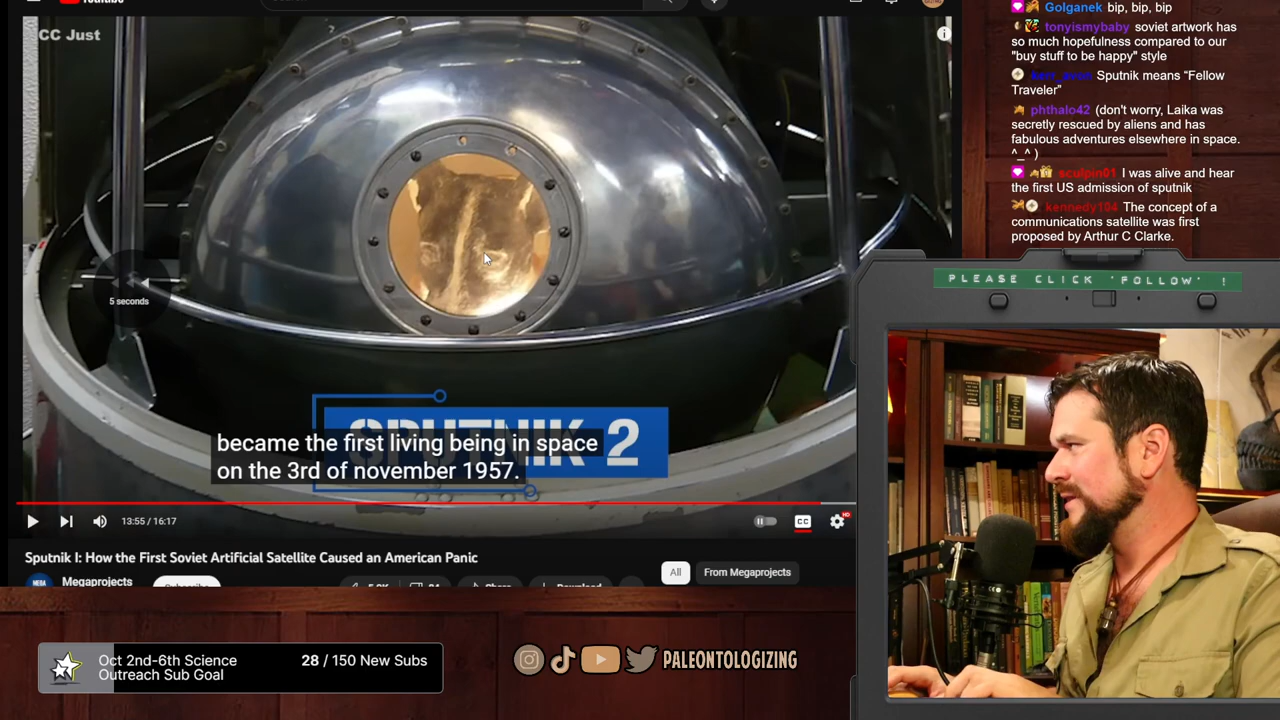 CC Just
5 seconds
SPUTNIK 2
became the first living being in space
on the 3rd of november 1957.
13:55 / 16:17
CC
HD
Sputnik I: How the First Soviet Artificial Satellite Caused an American Panic
Megaprojects
Subscribe
Share
Download
All
From Megaprojects
Golganek bip, bip, bip
tonyismybaby soviet artwork has
so much hopefulness compared to our
"buy stuff to be happy" style
Sputnik means “Fellow
Traveler”
phthalo42 (don't worry, Laika was
secretly rescued by aliens and has
fabulous adventures elsewhere in space.
^_^ )
sculpin01 I was alive and hear
the first US admission of sputnik
kennedy104 The concept of a
communications satellite was first
proposed by Arthur C Clarke.
PLEASE CLICK 'FOLLOW' !
Oct 2nd-6th Science
Outreach Sub Goal
28 / 150 New Subs
PALEONTOLOGIZING